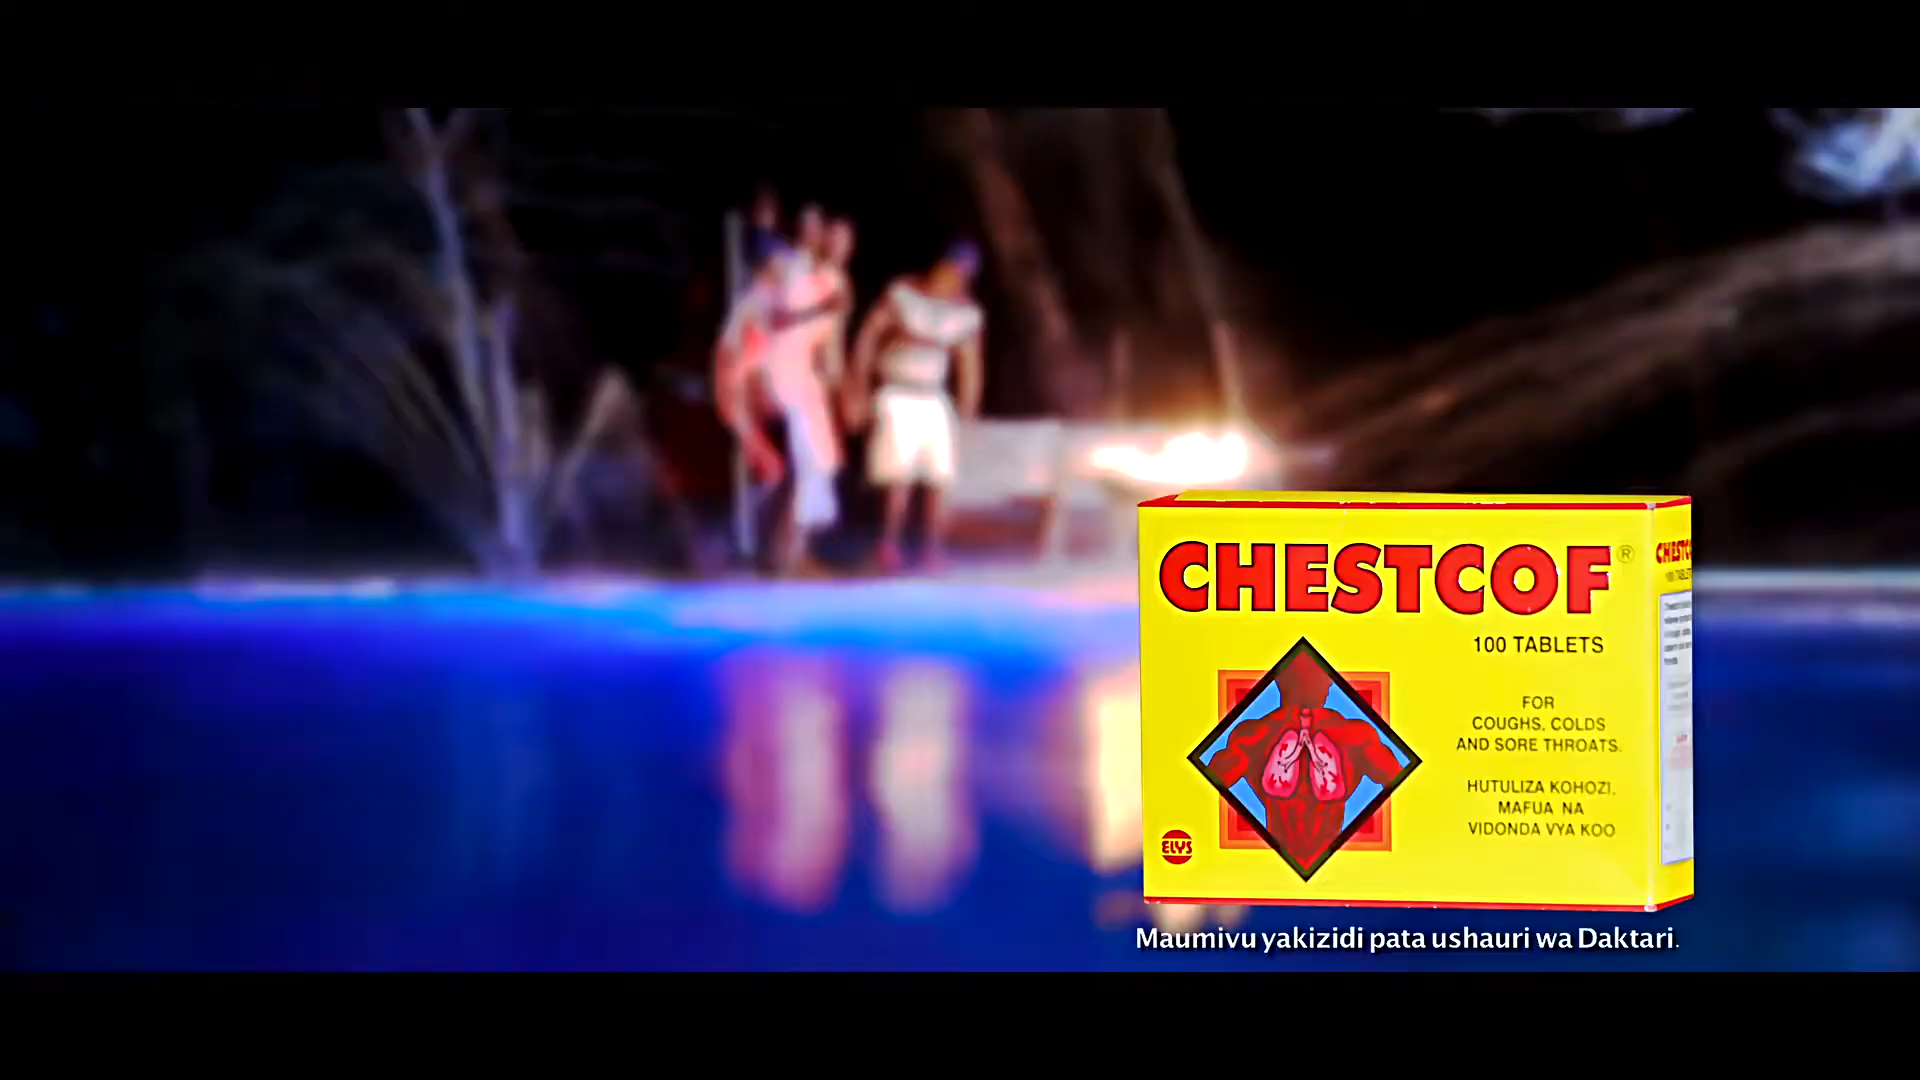 CHESTCOF®
100 TABLETS
FOR
COUGHS, COLDS
AND SORE THROATS.
HUTULIZA KOHOZI,
MAFUA NA
VIDONDA VYA KOO
ELYS
Maumivu yakizidi pata ushauri wa Daktari.